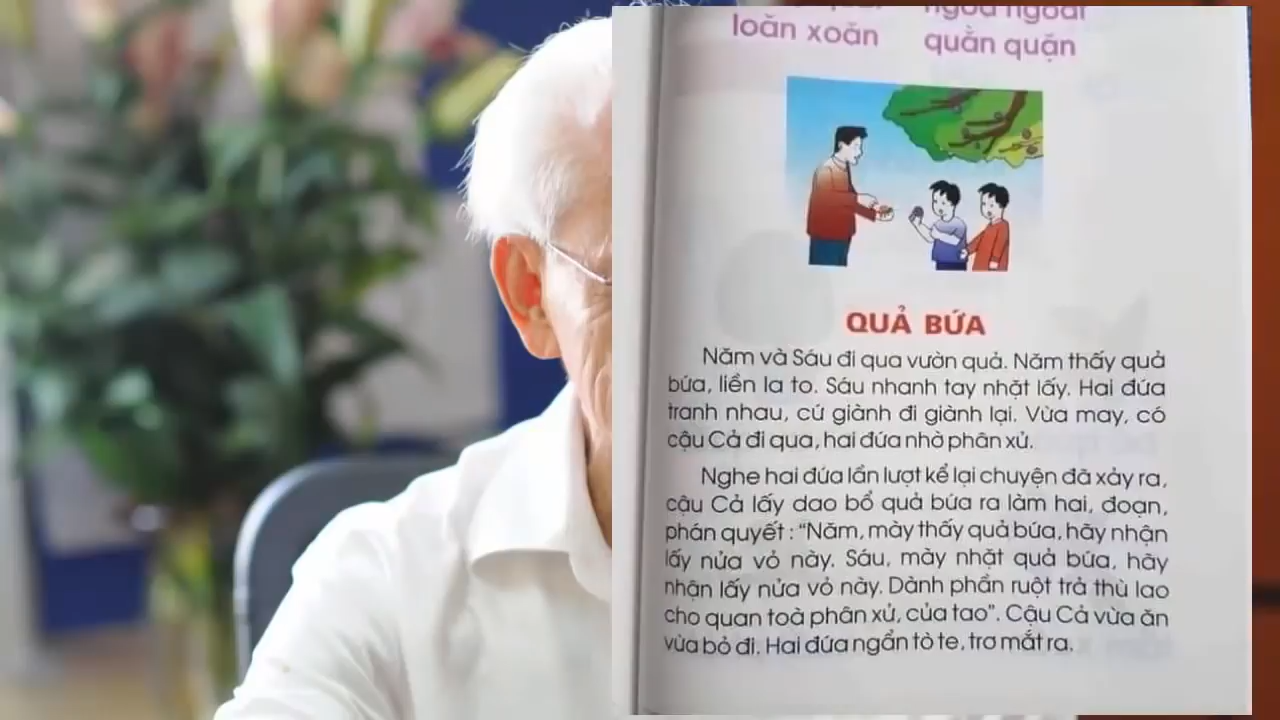 loăn xoăn
quằn quặn
QUẢ BỨA
Năm và Sáu đi qua vườn quả. Năm thấy quả
bứa, liền la to. Sáu nhanh tay nhặt lấy. Hai đứa
tranh nhau, cứ giành đi giành lại. Vừa may, có
cậu Cả đi qua, hai đứa nhờ phân xử.
Nghe hai đứa lần lượt kể lại chuyện đã xảy ra,
cậu Cả lấy dao bổ quả bứa ra làm hai, đoạn,
phán quyết : “Năm, mày thấy quả bứa, hãy nhận
lấy nửa vỏ này. Sáu, mày nhặt quả bứa, hãy
nhận lấy nửa vỏ này. Dành phần ruột trả thù lao
cho quan toà phân xử, của tao”. Cậu Cả vừa ăn
vừa bỏ đi. Hai đứa ngẩn tò te, trơ mắt ra.